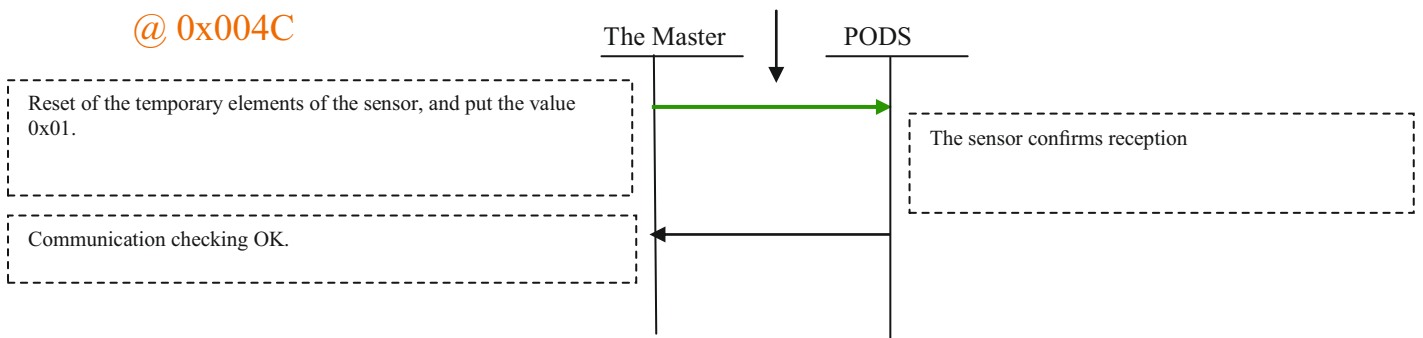 @ 0x004C
The Master
PODS
Reset of the temporary elements of the sensor, and put the value
0x01.
The sensor confirms reception
Communication checking OK.